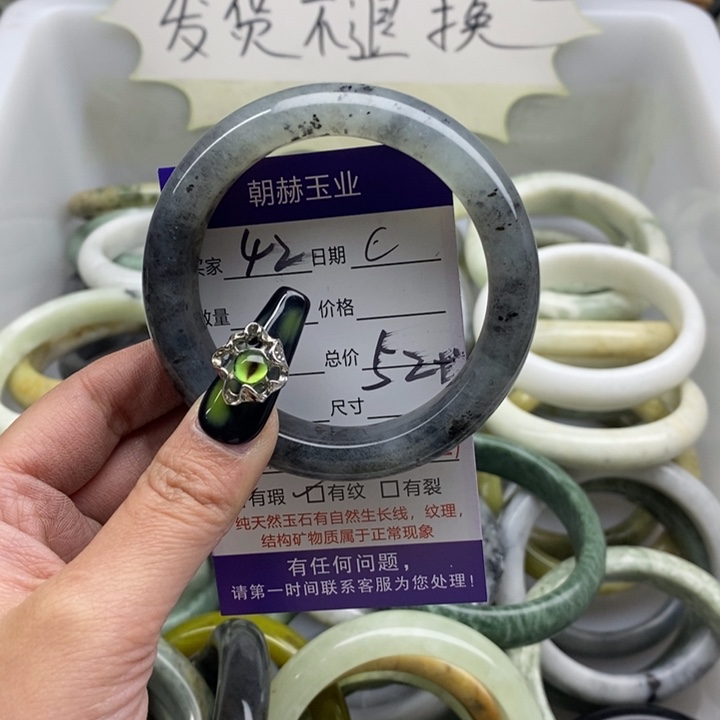 发货不退换
朝赫玉业
买家 42 日期
数量 价格
总价
尺寸
有瑕 ☑有纹 □有裂
纯天然玉石有自然生长线，纹理，
结构矿物质属于正常现象
有任何问题，
请第一时间联系客服为您处理！